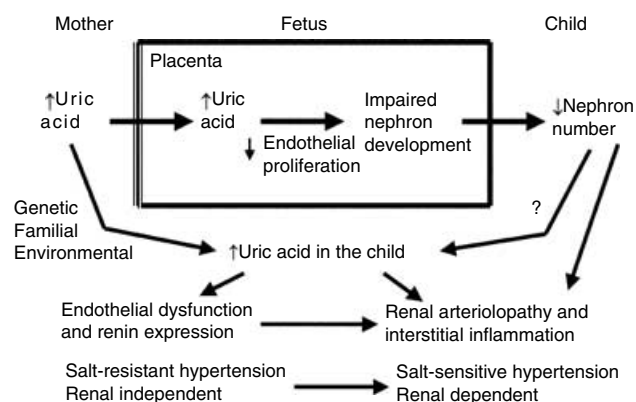 Mother
Fetus
Child
Placenta
↑Uric
acid
↑Uric
acid
↓ Endothelial
proliferation
Impaired
nephron
development
↓Nephron
number
Genetic
Familial
Environmental
?
↑Uric acid in the child
Endothelial dysfunction
and renin expression
Renal arteriolopathy and
interstitial inflammation
Salt-resistant hypertension
Renal independent
Salt-sensitive hypertension
Renal dependent